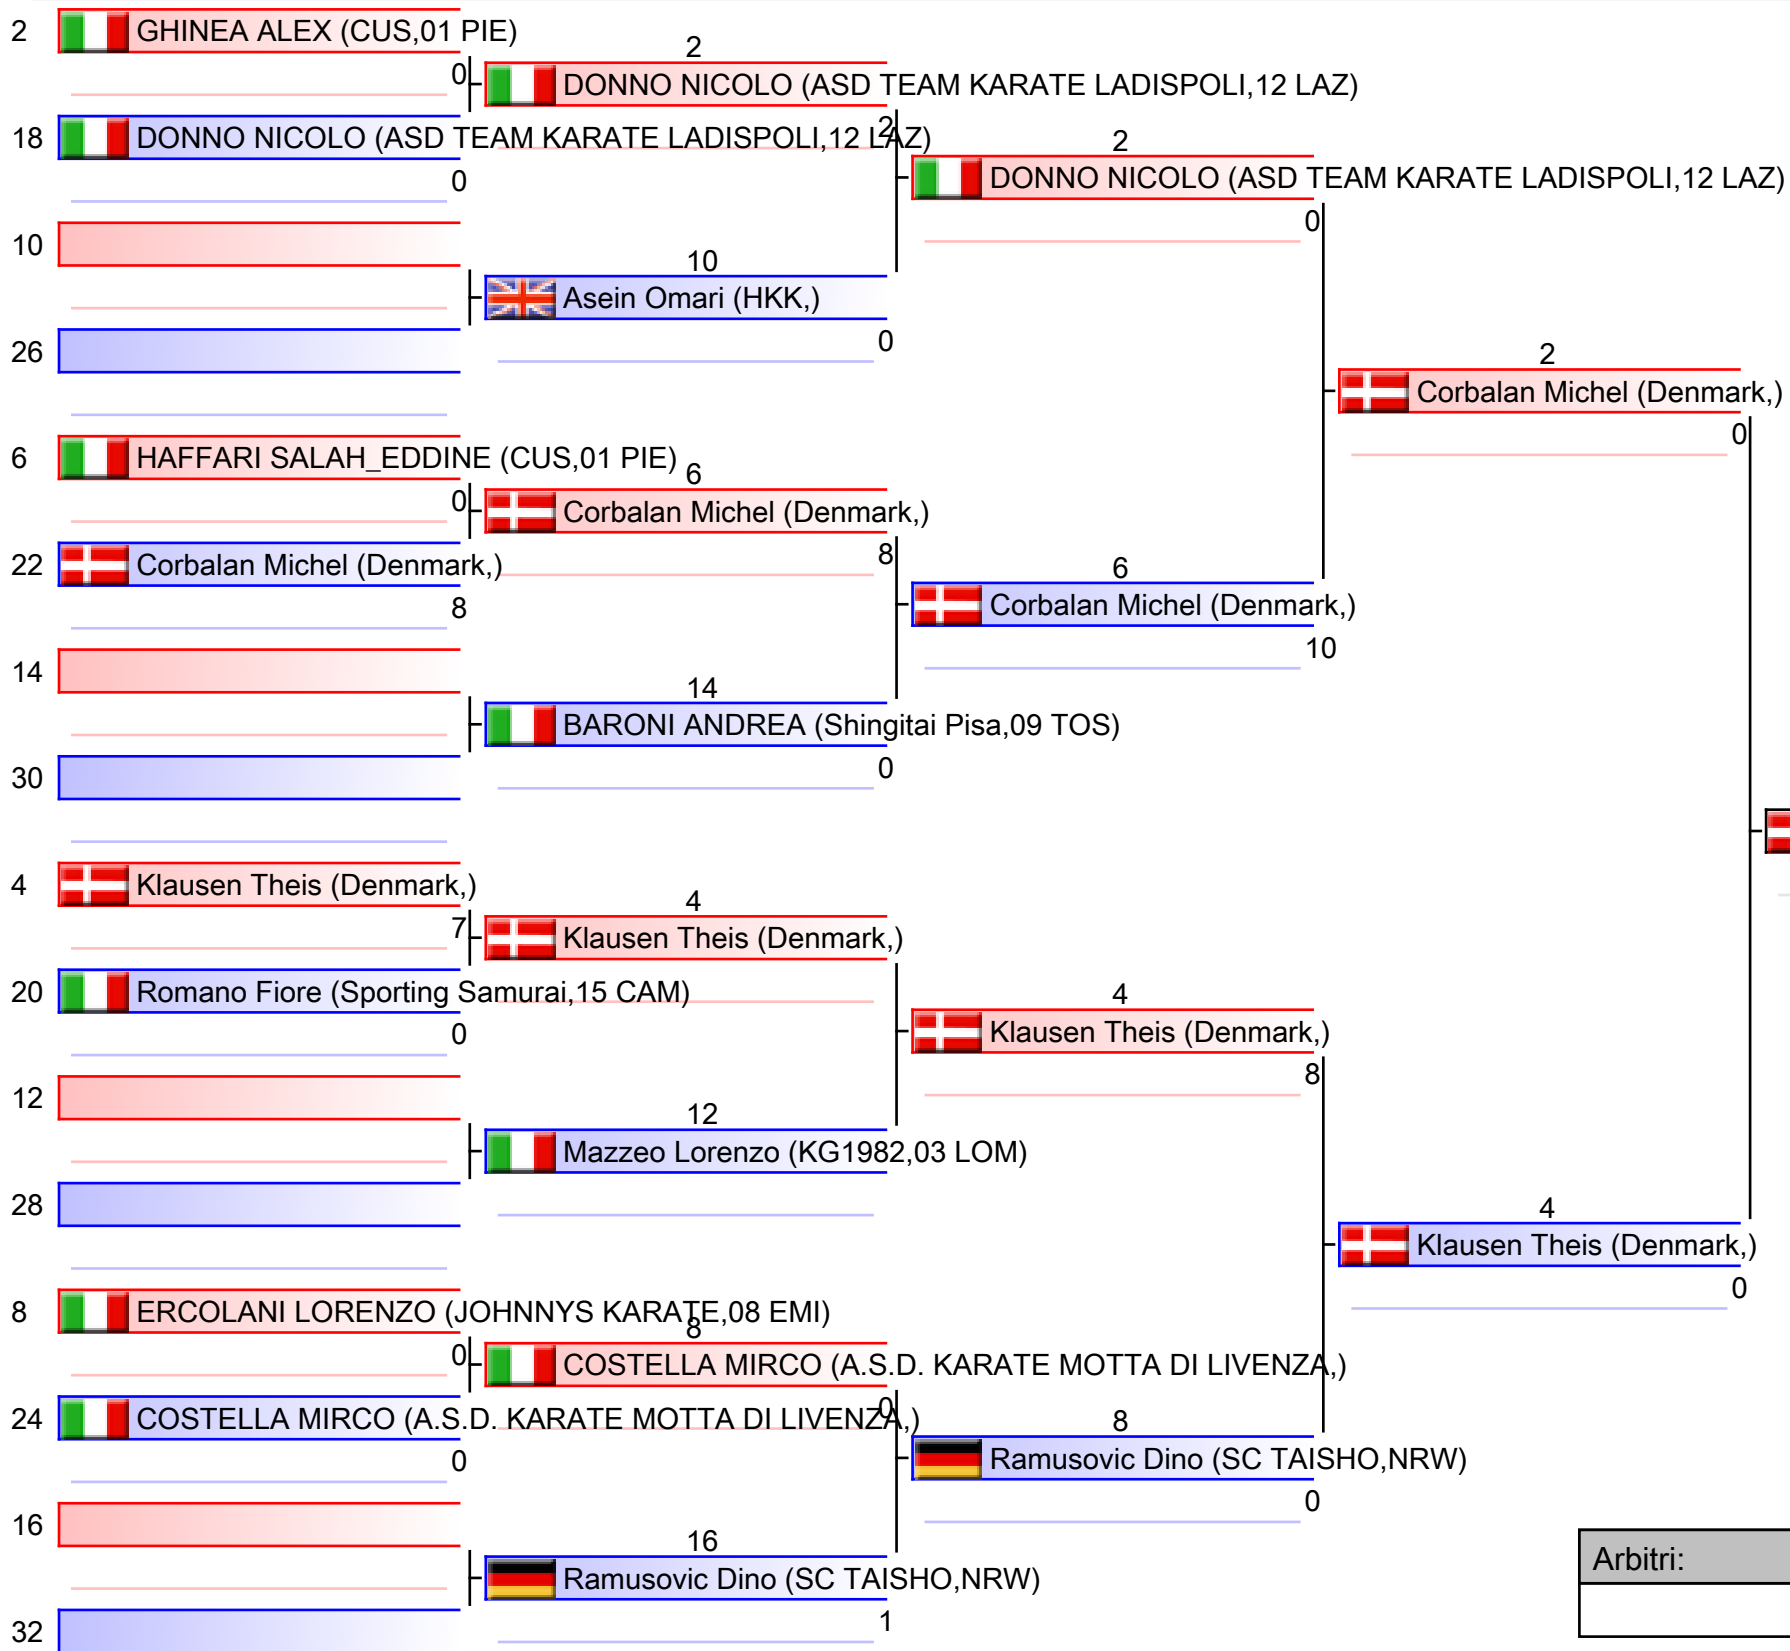 2 GHINEA ALEX (CUS,01 PIE)
0
18 DONNO NICOLO (ASD TEAM KARATE LADISPOLI,12 LAZ)
0
10
26
6 HAFFARI SALAH_EDDINE (CUS,01 PIE)
0
22 Corbalan Michel (Denmark,)
8
14
30
4 Klausen Theis (Denmark,)
7
20 Romano Fiore (Sporting Samurai,15 CAM)
0
12
28
8 ERCOLANI LORENZO (JOHNNYS KARATE,08 EMI)
0
24 COSTELLA MIRCO (A.S.D. KARATE MOTTA DI LIVENZA,)
0
16
32
2
DONNO NICOLO (ASD TEAM KARATE LADISPOLI,12 LAZ)
2
10
Asein Omari (HKK,)
0
6
Corbalan Michel (Denmark,)
8
14
BARONI ANDREA (Shingitai Pisa,09 TOS)
0
4
Klausen Theis (Denmark,)
12
Mazzeo Lorenzo (KG1982,03 LOM)
8
COSTELLA MIRCO (A.S.D. KARATE MOTTA DI LIVENZA,)
0
16
Ramusovic Dino (SC TAISHO,NRW)
1
2
DONNO NICOLO (ASD TEAM KARATE LADISPOLI,12 LAZ)
0
6
Corbalan Michel (Denmark,)
10
4
Klausen Theis (Denmark,)
8
8
Ramusovic Dino (SC TAISHO,NRW)
0
2
Corbalan Michel (Denmark,)
0
4
Klausen Theis (Denmark,)
0
Arbitri: